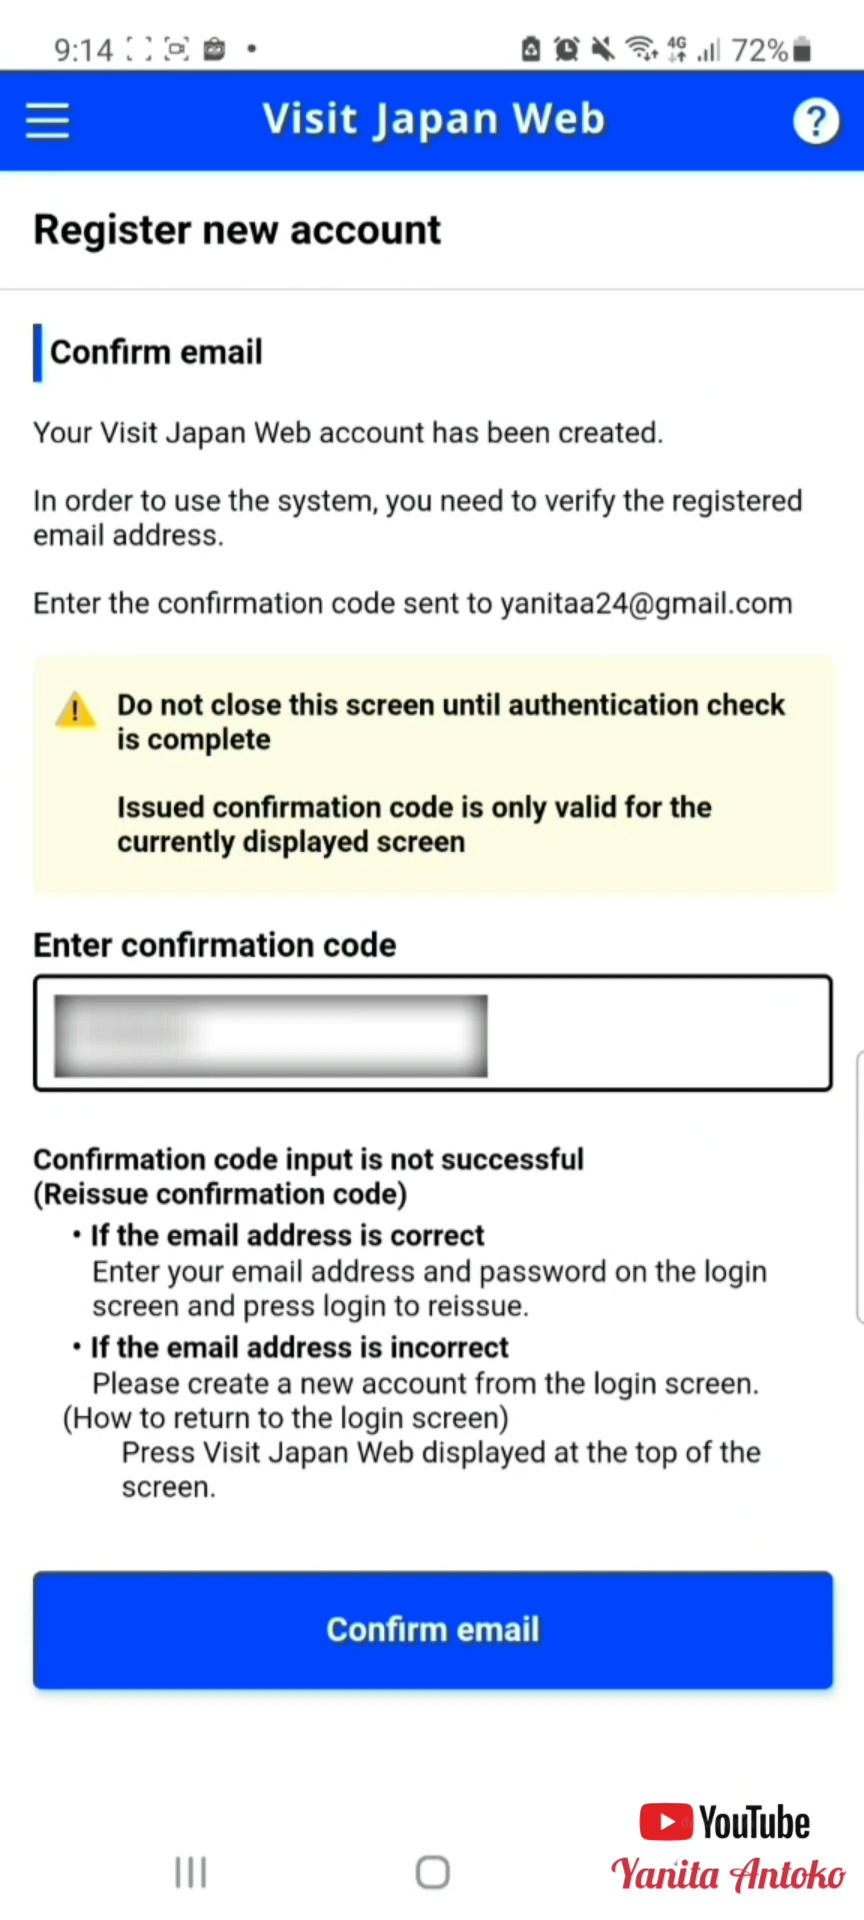 9:14
4G
72%
Visit Japan Web
?
Register new account
Confirm email
Your Visit Japan Web account has been created.
In order to use the system, you need to verify the registered
email address.
Enter the confirmation code sent to yanitaa24@gmail.com
Do not close this screen until authentication check
is complete
Issued confirmation code is only valid for the
currently displayed screen
Enter confirmation code
Confirmation code input is not successful
(Reissue confirmation code)
• If the email address is correct
Enter your email address and password on the login
screen and press login to reissue.
• If the email address is incorrect
Please create a new account from the login screen.
(How to return to the login screen)
Press Visit Japan Web displayed at the top of the
screen.
Confirm email
YouTube
Yanita Antoko